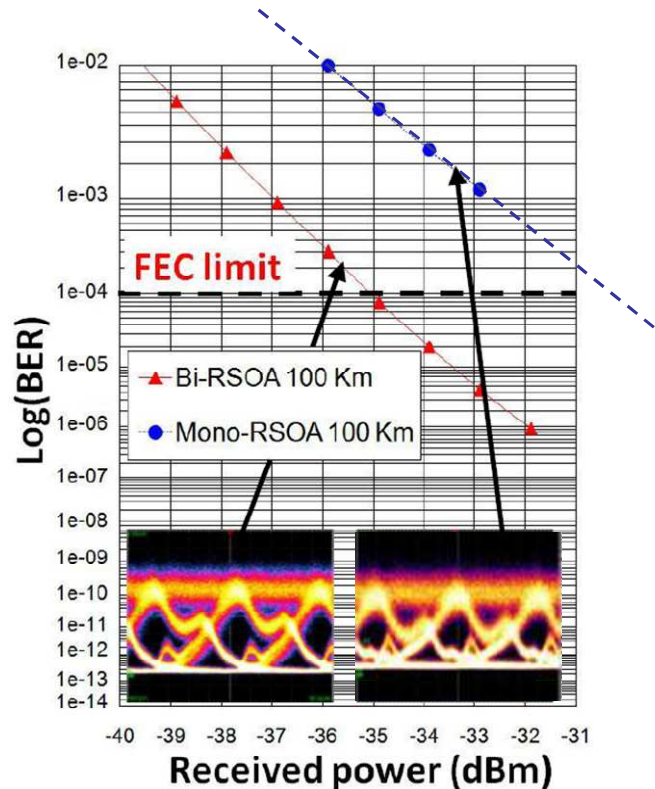 1e-02
1e-03
FEC limit
1e-04
1e-05
Bi-RSOA 100 Km
Mono-RSOA 100 Km
1e-06
1e-07
1e-08
1e-09
1e-10
1e-11
1e-12
1e-13
1e-14
Log(BER)
-40 -39 -38 -37 -36 -35 -34 -33 -32 -31
Received power (dBm)